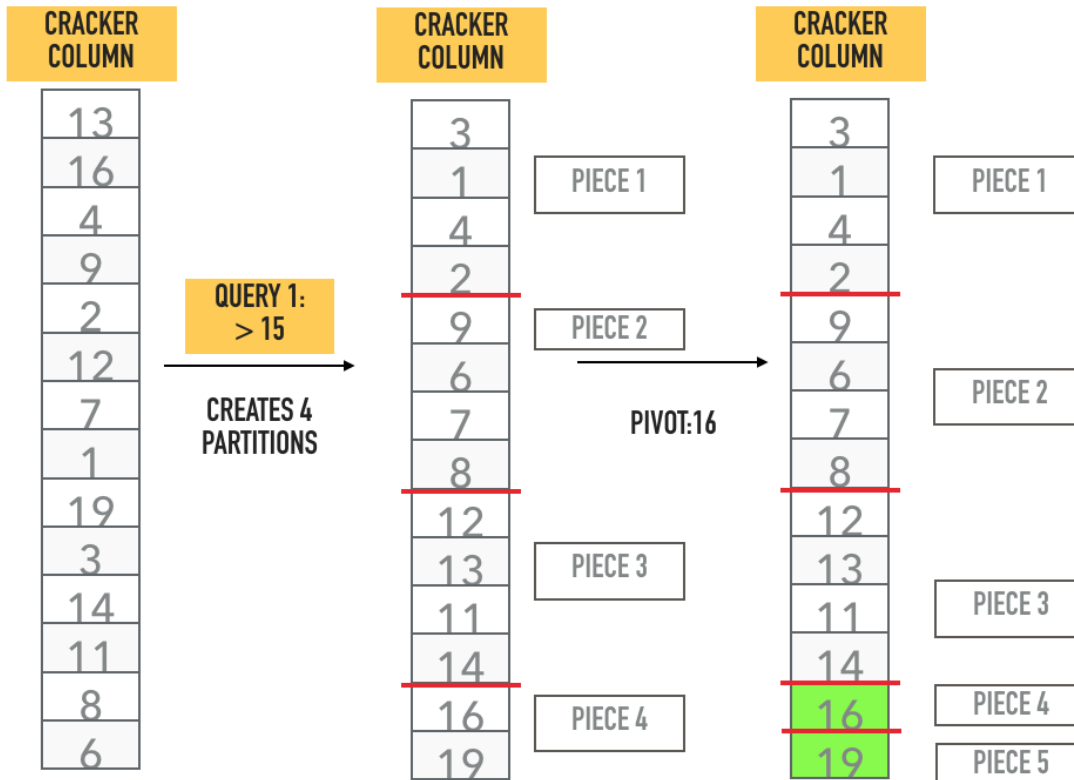 CRACKER
COLUMN
13
16
4
9
2
12
7
1
19
3
14
11
8
6
QUERY 1:
> 15
CREATES 4
PARTITIONS
CRACKER
COLUMN
3
1
4
2
9
6
7
8
12
13
11
14
16
19
PIECE 1
PIECE 2
PIECE 3
PIECE 4
PIVOT:16
CRACKER
COLUMN
3
1
4
2
9
6
7
8
12
13
11
14
16
19
PIECE 1
PIECE 2
PIECE 3
PIECE 4
PIECE 5